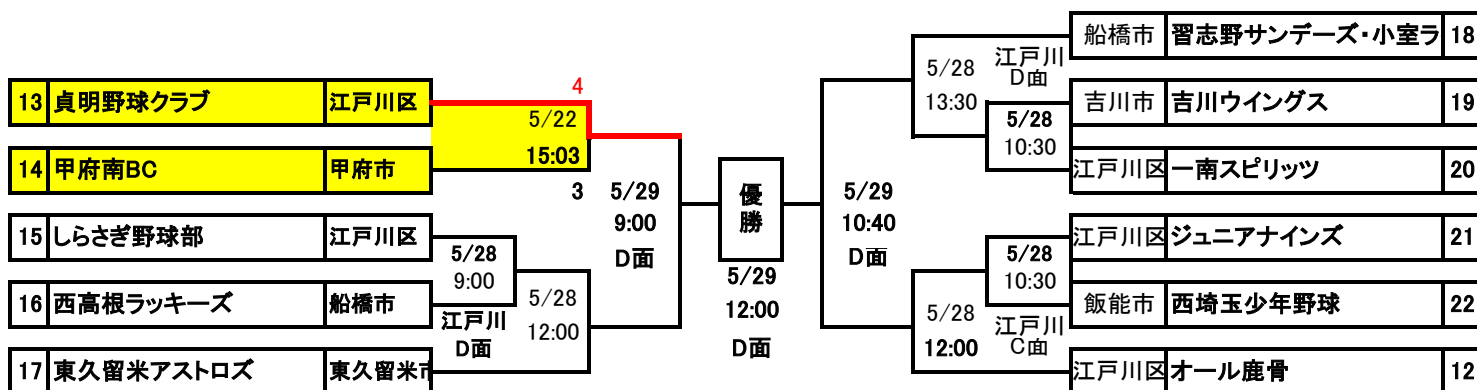 13 貞明野球クラブ 江戸川区
14 甲府南BC 甲府市
15 しらさぎ野球部 江戸川区
16 西高根ラッキーズ 船橋市
17 東久留米アストロズ 東久留米市
4
5/22
15:03
3
5/28
9:00
江戸川
D面
5/28
12:00
5/29
9:00
D面
優勝
5/29
12:00
D面
5/29
10:40
D面
5/28
13:30
江戸川
D面
5/28
10:30
5/28
10:30
5/28
12:00
江戸川
C面
船橋市 習志野サンデーズ・小室ラ 18
吉川市 吉川ウイングス 19
江戸川区 一南スピリッツ 20
江戸川区 ジュニアナインズ 21
飯能市 西埼玉少年野球 22
江戸川区 オール鹿骨 12